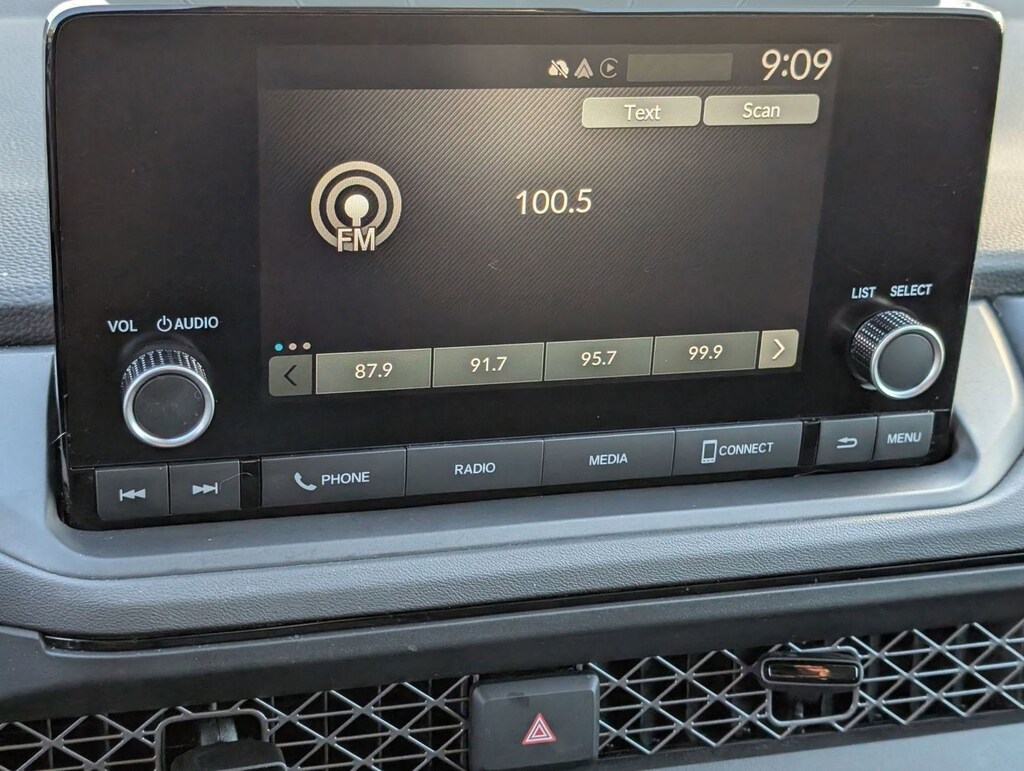 9:09
Text Scan
FM
100.5
LIST SELECT
VOL AUDIO
87.9 91.7 95.7 99.9
PHONE RADIO MEDIA CONNECT MENU